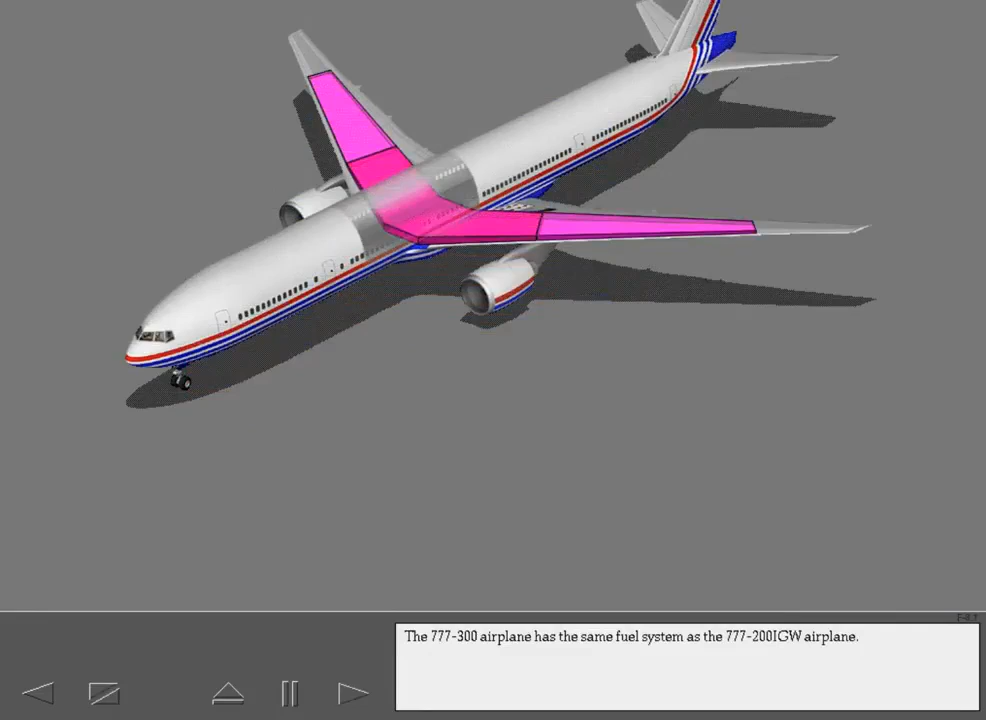 The 777-300 airplane has the same fuel system as the 777-200IGW airplane.